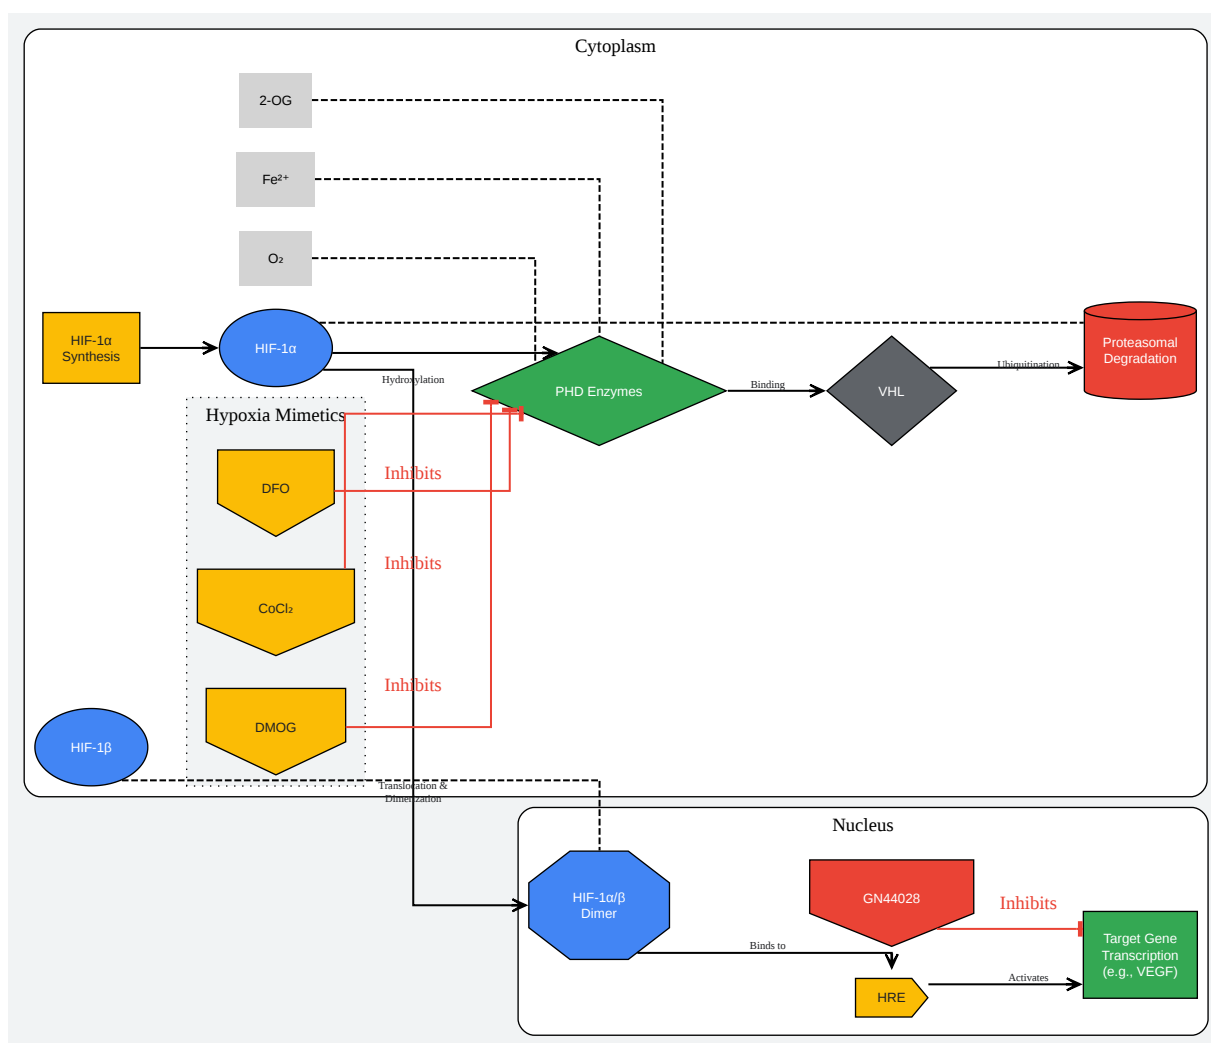 Cytoplasm
2-OG
Fe²⁺
O₂
HIF-1α
Synthesis
HIF-1α
Hydroxylation
PHD Enzymes
Binding
VHL
Ubiquitination
Proteasomal
Degradation
Hypoxia Mimetics
DFO
Inhibits
CoCl₂
Inhibits
DMOG
Inhibits
HIF-1β
Translocation &
Dimerization
Nucleus
HIF-1α/β
Dimer
Binds to
GN44028
Inhibits
HRE
Activates
Target Gene
Transcription
(e.g., VEGF)